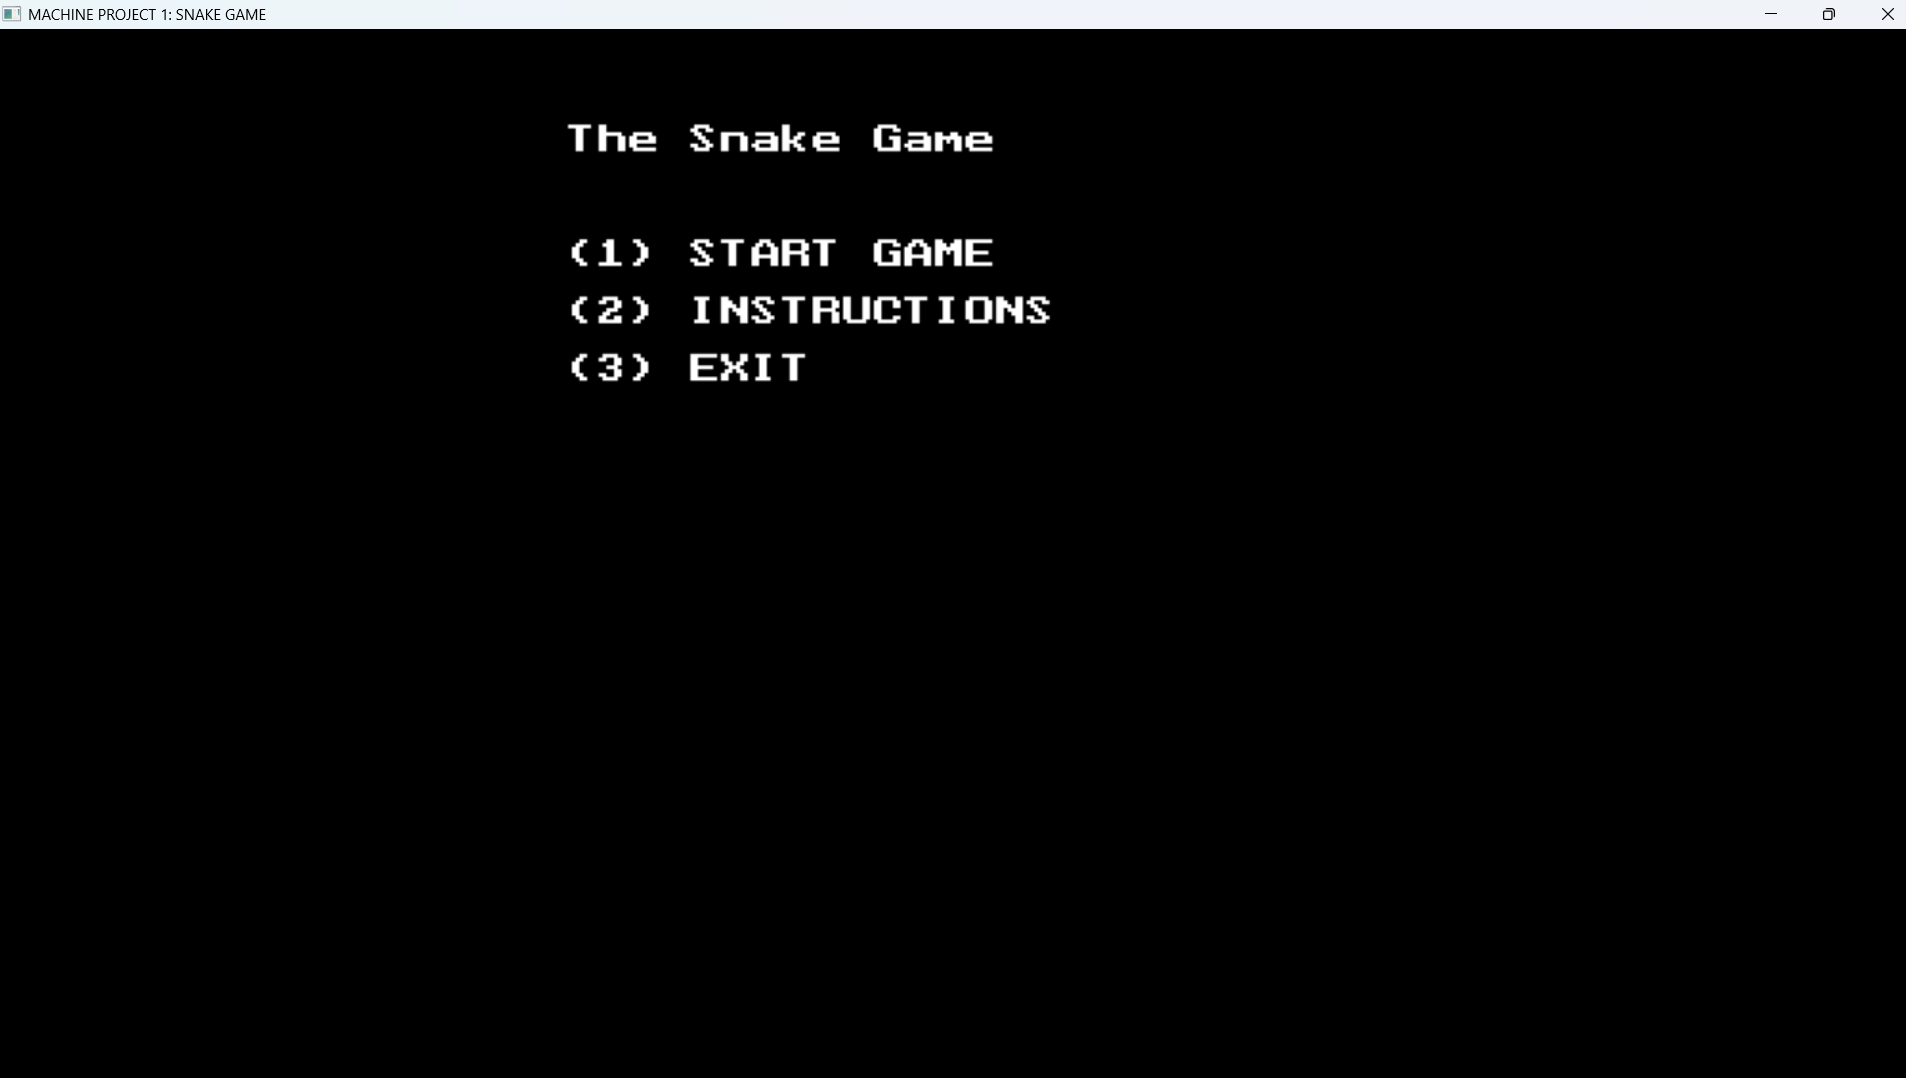 MACHINE PROJECT 1: SNAKE GAME
The Snake Game
(1) START GAME
(2) INSTRUCTIONS
(3) EXIT